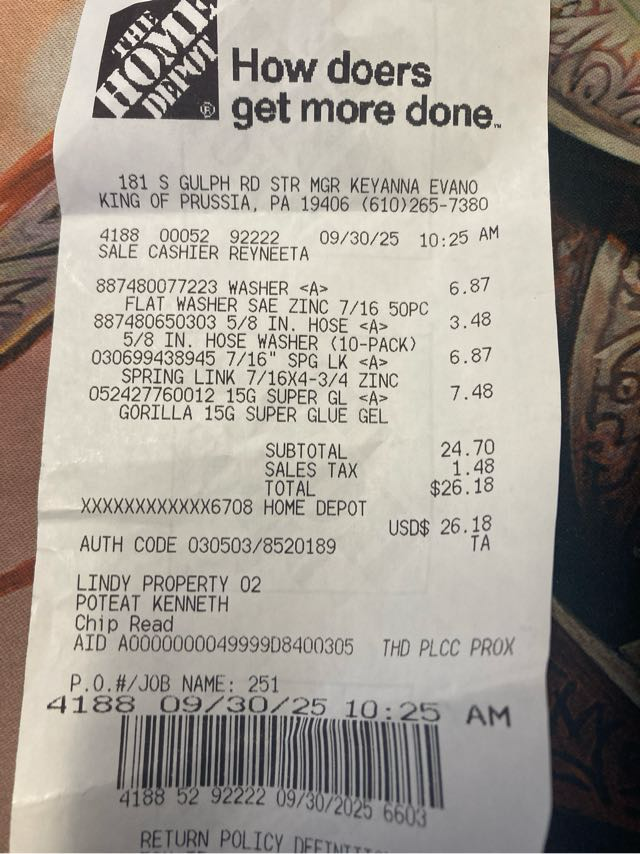 THE
HOME
DEPOT
®
How doers
get more done.™
181 S GULPH RD STR MGR KEYANNA EVANO
KING OF PRUSSIA, PA 19406 (610)265-7380
4188 00052 92222 09/30/25 10:25 AM
SALE CASHIER REYNEETA
887480077223 WASHER <A> 6.87
FLAT WASHER SAE ZINC 7/16 50PC
887480650303 5/8 IN. HOSE <A> 3.48
5/8 IN. HOSE WASHER (10-PACK)
030699438945 7/16" SPG LK <A> 6.87
SPRING LINK 7/16X4-3/4 ZINC
052427760012 15G SUPER GL <A> 7.48
GORILLA 15G SUPER GLUE GEL
SUBTOTAL 24.70
SALES TAX 1.48
TOTAL $26.18
XXXXXXXXXXXX6708 HOME DEPOT
USD$ 26.18
AUTH CODE 030503/8520189 TA
LINDY PROPERTY 02
POTEAT KENNETH
Chip Read
AID A0000000049999D8400305 THD PLCC PROX
P.O.#/JOB NAME: 251
4188 09/30/25 10:25 AM
4188 52 92222 09/30/2025 6603
RETURN POLICY DEFINITI